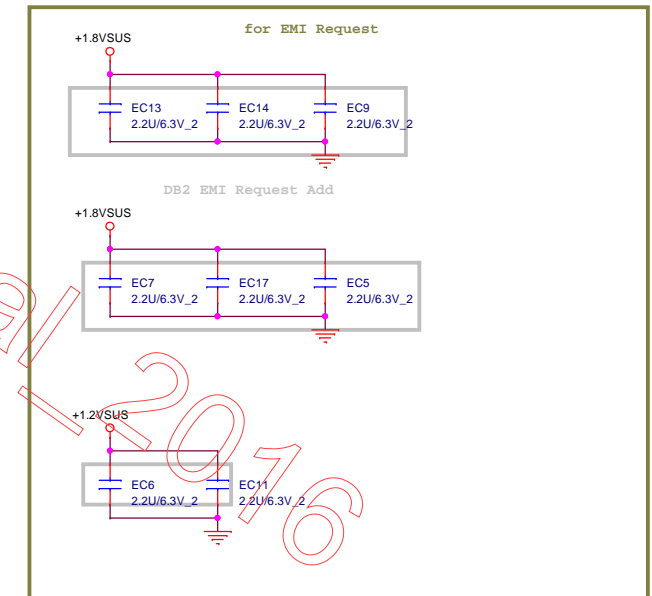 for EMI Request
+1.8VSUS
EC13
2.2U/6.3V_2
EC14
2.2U/6.3V_2
EC9
2.2U/6.3V_2
DB2 EMI Request Add
+1.8VSUS
EC7
2.2U/6.3V_2
EC17
2.2U/6.3V_2
EC5
2.2U/6.3V_2
+1.2VSUS
EC6
2.2U/6.3V_2
EC11
2.2U/6.3V_2
_2016